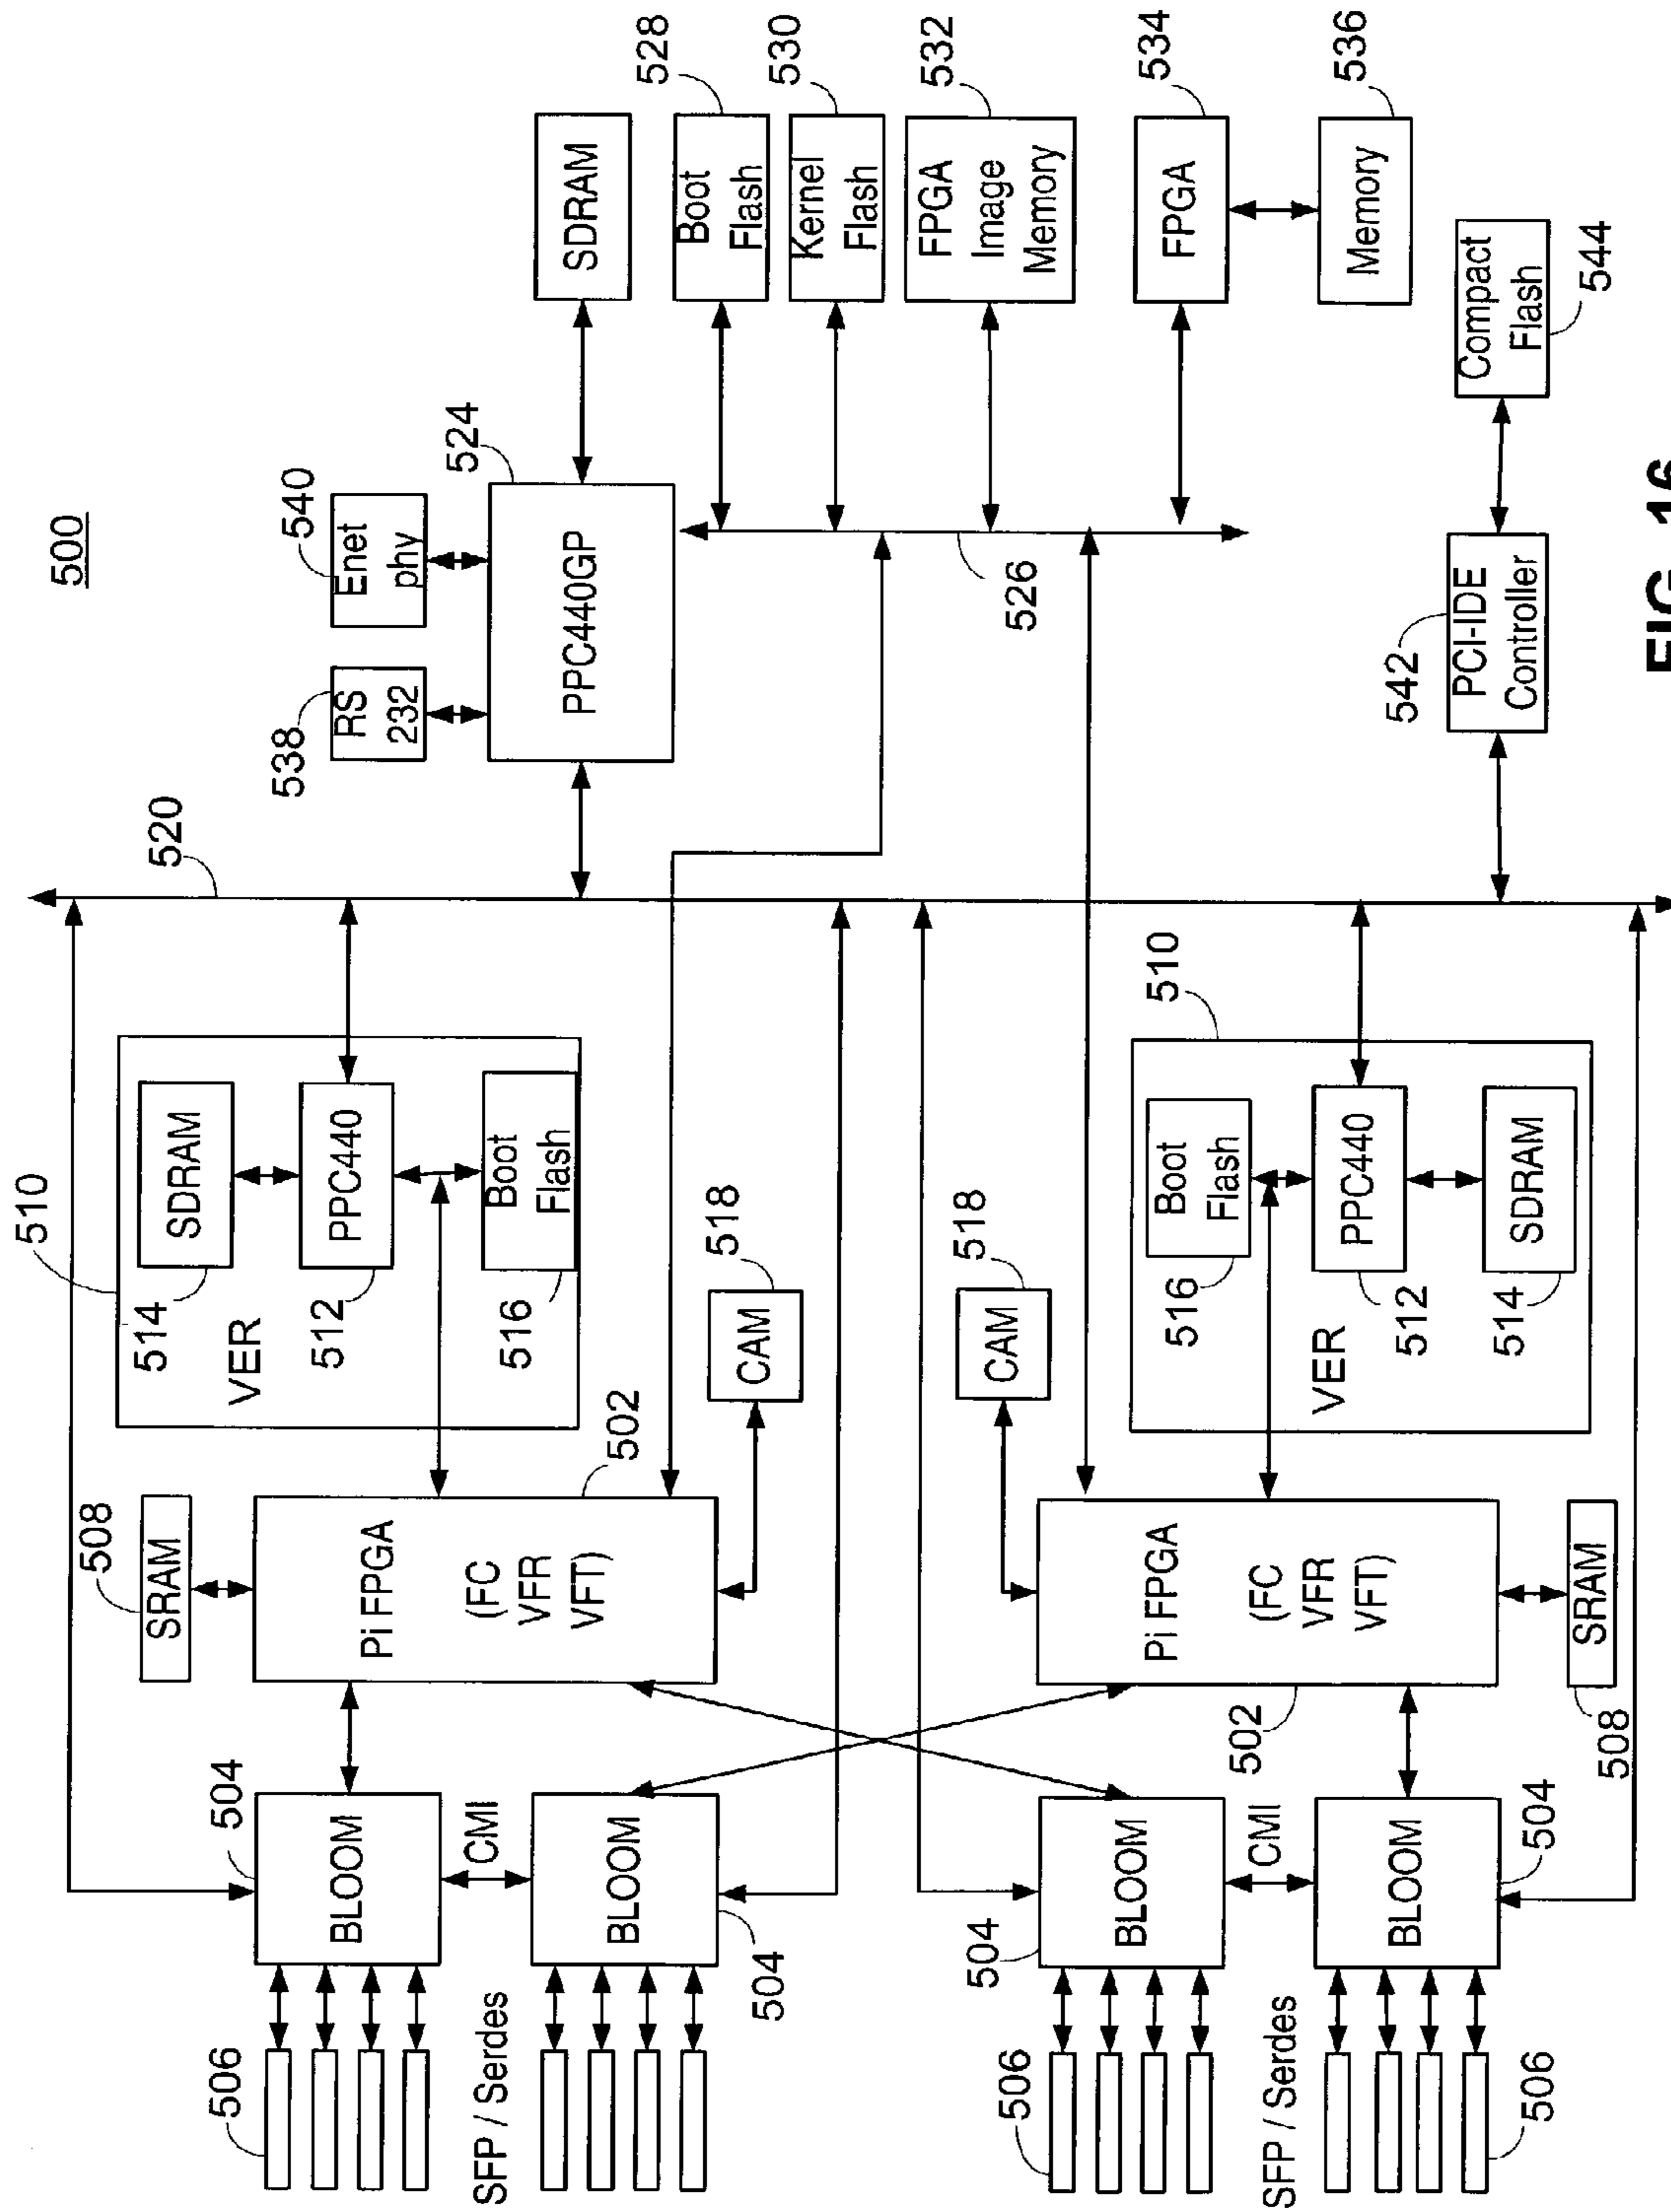 500
506
SFP / Serdes
506
SFP / Serdes
506
504
BLOOM
CMI
BLOOM
504
504
BLOOM
CMI
BLOOM
504
508
SRAM
Pi FPGA
(FC
VFR
VFT)
502
502
Pi FPGA
(FC
VFR
VFT)
SRAM
508
510
514
SDRAM
VER
512
PPC440
516
Boot
Flash
518
CAM
518
CAM
510
516
Boot
Flash
VER
512
PPC440
514
SDRAM
520
538
RS
232
540
Enet
phy
524
PPC440GP
SDRAM
526
528
Boot
Flash
530
Kernel
Flash
532
FPGA
Image
Memory
534
FPGA
536
Memory
542
PCI-IDE
Controller
Compact
Flash
544
FIG. 16